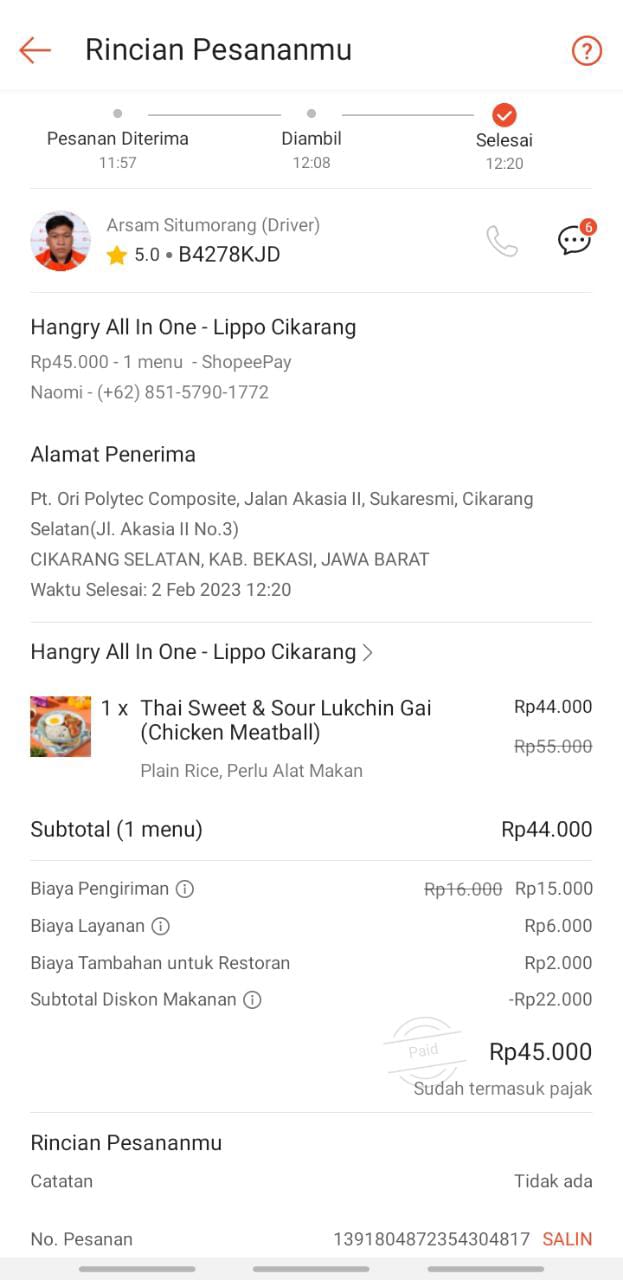 Rincian Pesananmu
?
Pesanan Diterima
Diambil
Selesai
11:57
12:08
12:20
Arsam Situmorang (Driver)
5.0 • B4278KJD
6
Hangry All In One - Lippo Cikarang
Rp45.000 - 1 menu - ShopeePay
Naomi - (+62) 851-5790-1772
Alamat Penerima
Pt. Ori Polytec Composite, Jalan Akasia II, Sukaresmi, Cikarang
Selatan(Jl. Akasia II No.3)
CIKARANG SELATAN, KAB. BEKASI, JAWA BARAT
Waktu Selesai: 2 Feb 2023 12:20
Hangry All In One - Lippo Cikarang >
1 x Thai Sweet & Sour Lukchin Gai Rp44.000
(Chicken Meatball) Rp55.000
Plain Rice, Perlu Alat Makan
Subtotal (1 menu) Rp44.000
Biaya Pengiriman Rp16.000 Rp15.000
Biaya Layanan Rp6.000
Biaya Tambahan untuk Restoran Rp2.000
Subtotal Diskon Makanan -Rp22.000
Paid Rp45.000
Sudah termasuk pajak
Rincian Pesananmu
Catatan Tidak ada
No. Pesanan 1391804872354304817 SALIN